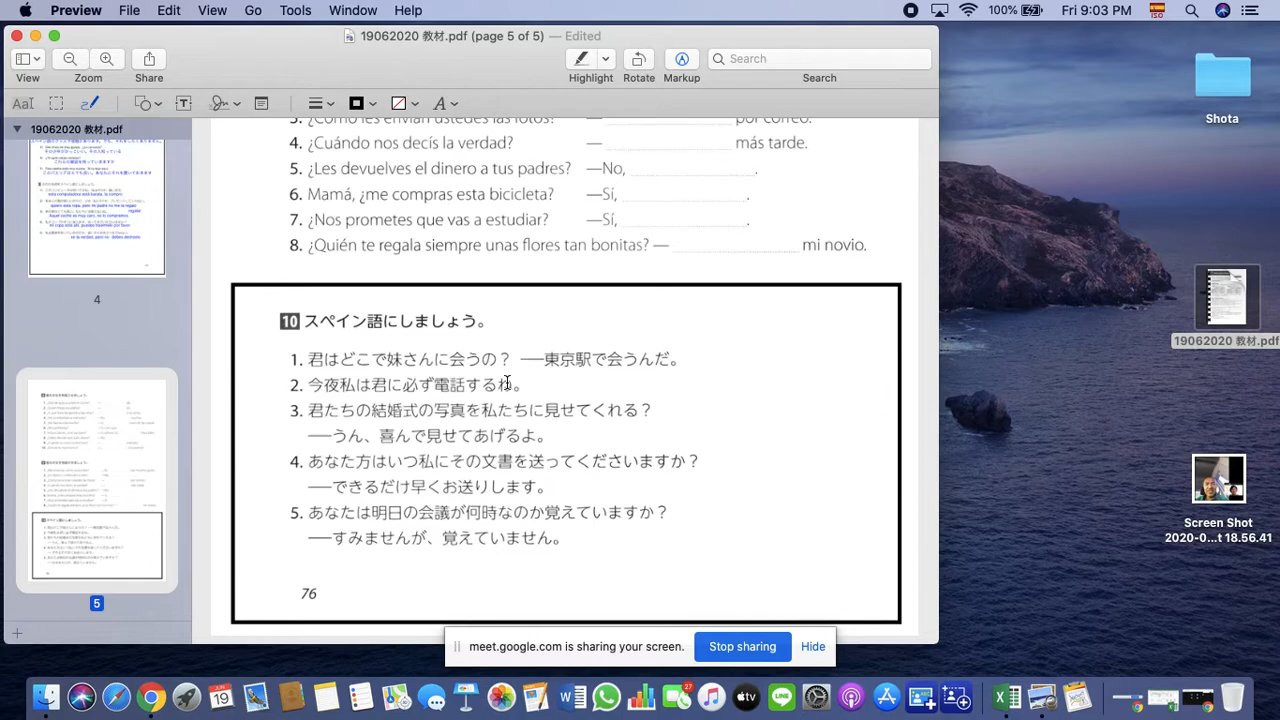 Preview File Edit View Go Tools Window Help 100% Fri 9:03 PM
19062020 教材.pdf (page 5 of 5) — Edited
View Zoom Share Highlight Rotate Markup Search
Search
19062020 教材.pdf
3. ¿Cómo les envían ustedes las fotos? — por correo.
4. ¿Cuándo nos decís la verdad? — más tarde.
5. ¿Les devuelves el dinero a tus padres? —No, .
6. —Sí,
7. ¿Nos prometes que vas a estudiar? —Sí,
8. ¿Quién te regala siempre unas flores tan bonitas? — mi novio.
10 スペイン語にしましょう。
1. 君はどこで妹さんに会うの？ ──東京駅で会うんだ。
2. 今夜私は君に必ず電話するね。
3. 君たちの結婚式の写真を私たちに見せてくれる？
──うん、喜んで見せてあげるよ。
4. あなた方はいつ私にその書を送ってくださいますか？
──できるだけ早くお送りします。
5. あなたは明日の会議が何時なのか覚えていますか？
──すみませんが、覚えていません。
76
4
5
Shota
19062020 教材.pdf
Screen Shot
2020-0...t 18.56.41
meet.google.com is sharing your screen. Stop sharing Hide
JUN
19
27